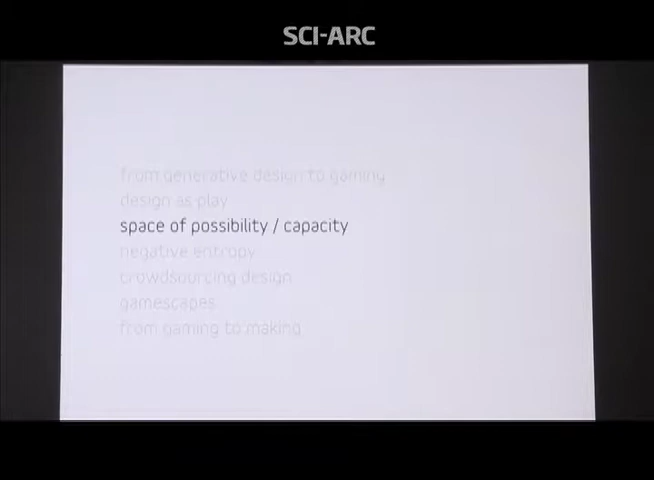 SCI-ARC
from generative design to gaming
design as play
space of possibility / capacity
negative entropy
crowdsourcing design
gamescapes
from gaming to making